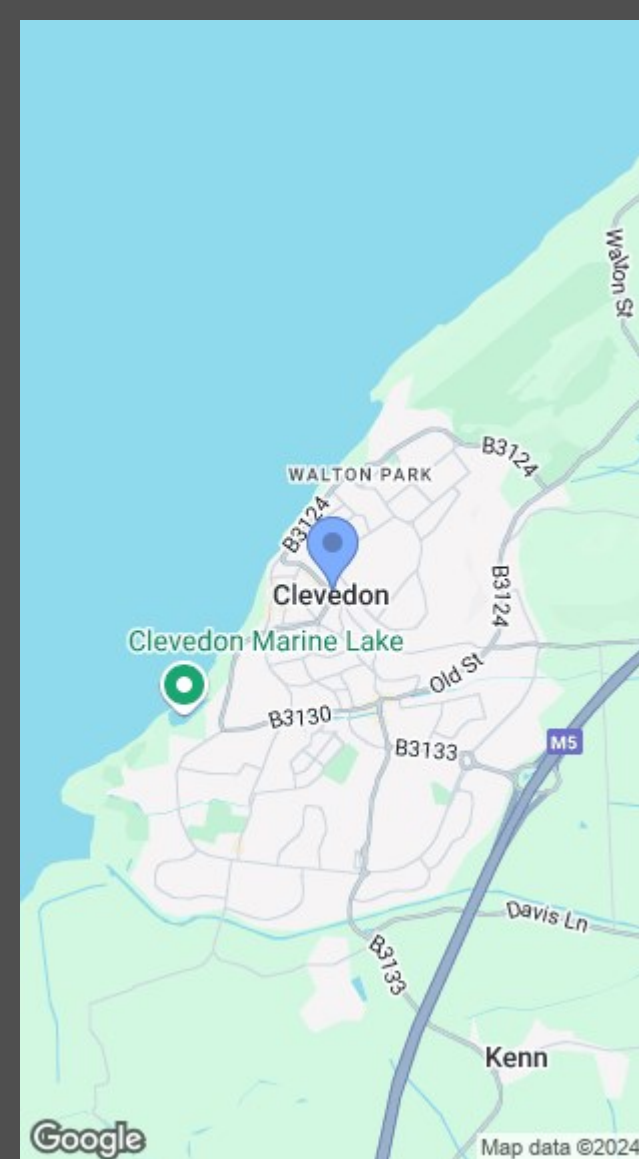 Walton St
B3124
WALTON PARK
B3124
Clevedon
B3124
Clevedon Marine Lake
Old St
B3130
M5
B3133
Davis Ln
B3133
Kenn
Google
Map data ©2024